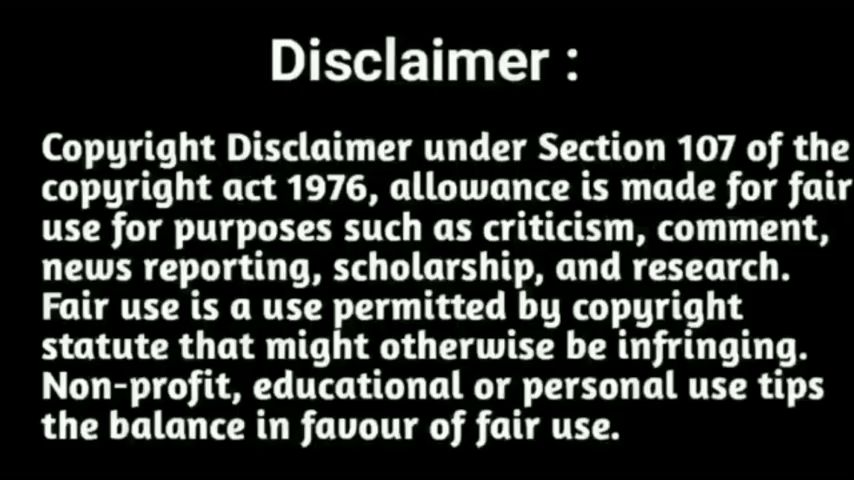 Disclaimer :
Copyright Disclaimer under Section 107 of the
copyright act 1976, allowance is made for fair
use for purposes such as criticism, comment,
news reporting, scholarship, and research.
Fair use is a use permitted by copyright
statute that might otherwise be infringing.
Non-profit, educational or personal use tips
the balance in favour of fair use.